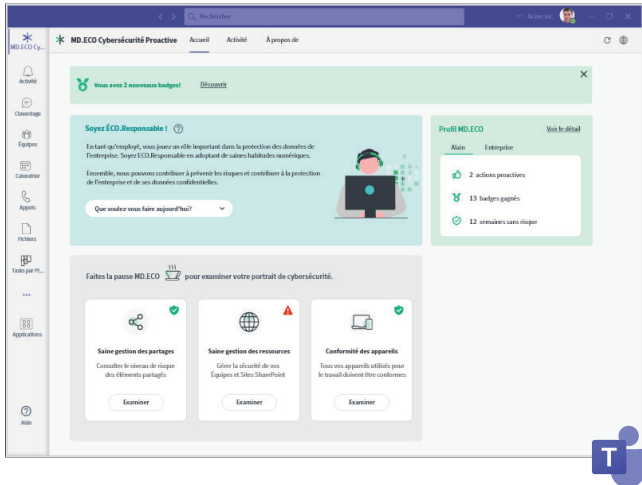 Rechercher
Acme inc.
MD.ECO Cy...
MD.ECO Cybersécurité Proactive
Accueil
Activité
À propos de
Activité
Vous avez 2 nouveaux badges!
Découvrir
Équipes
Calendrier
Appels
Fichiers
Tasks par Pl...
Applications
Aide
Soyez ÉCO.Responsable !
En tant qu'employé, vous jouez un rôle important dans la protection des données de
l'entreprise. Soyez ECO.Responsable en adoptant de saines habitudes numériques.
Ensemble, nous pouvons contribuer à prévenir les risques et contribuer à la protection
de l'entreprise et de ses données confidentielles.
Que voulez-vous faire aujourd'hui?
Profil MD.ECO
Voir le détail
Alain
Entreprise
2 actions proactives
13 badges gagnés
12 semaines sans risque
Faites la pause MD.ECO pour examiner votre portrait de cybersécurité.
Saine gestion des partages
Consulter le niveau de risque
des éléments partagés
Examiner
Saine gestion des ressources
Gérer la sécurité de vos
Équipes et Sites SharePoint
Examiner
Conformité des appareils
Tous vos appareils utilisés pour
le travail doivent être conformes
Examiner
T